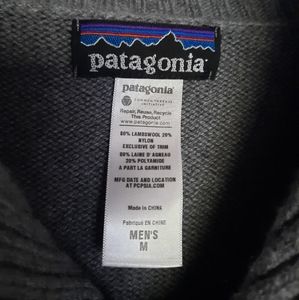 patagonia
patagonia
COMMON THREADS
INITIATIVE
Repair, Reuse, Recycle
This Product
www.patagonia.com
80% LAMBSWOOL 20%
NYLON
EXCLUSIVE OF TRIM
80% LAINE D' AGNEAU
20% POLYAMIDE
A PART LA GARNITURE
MFG DATE AND LOCATION
AT PCPSIA.COM
Made in CHINA
Fabriqué EN CHINE
MEN'S
M